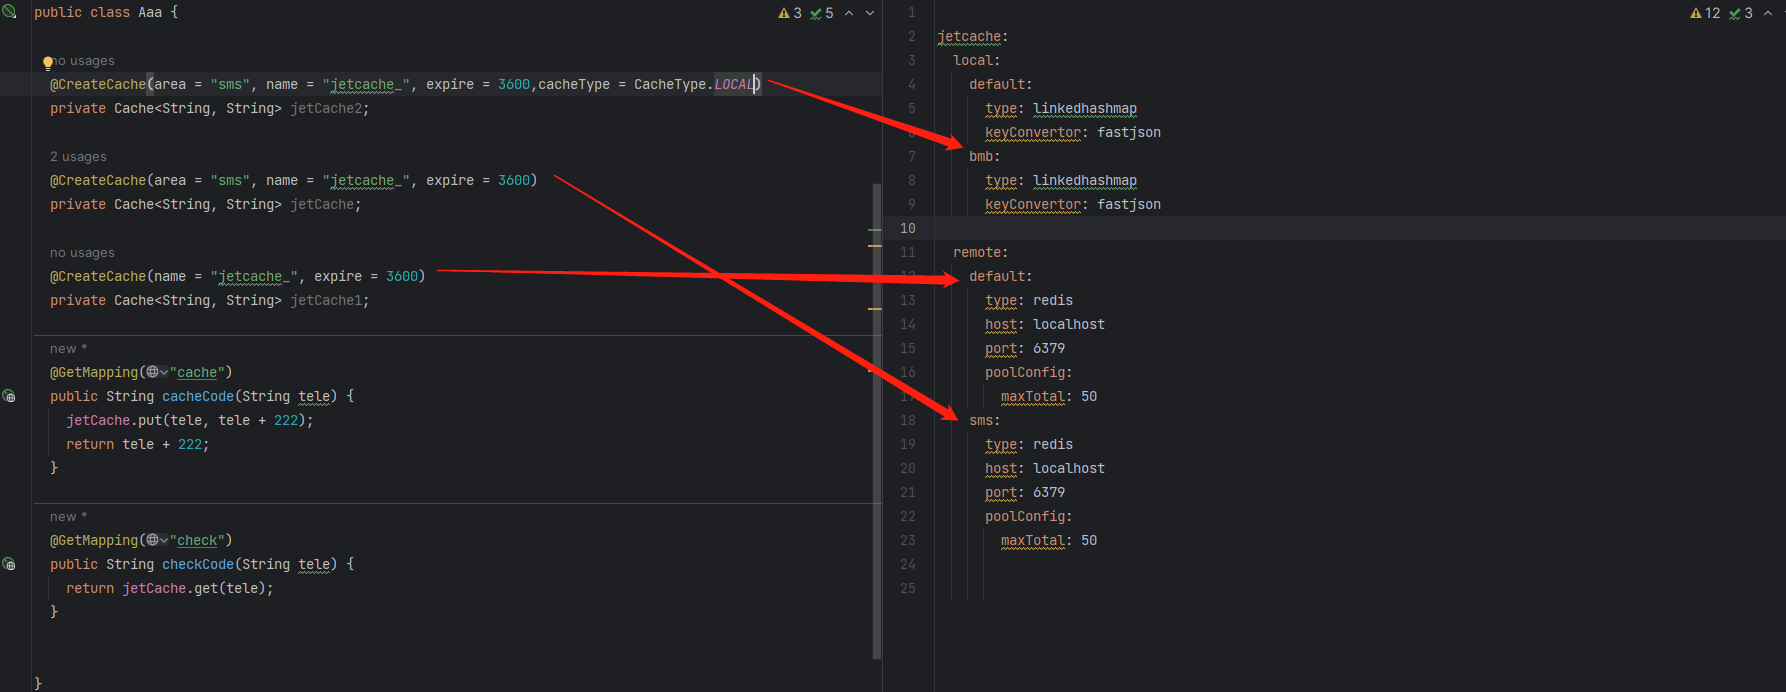 public class Aaa {
3 5
no usages
@CreateCache(area = "sms", name = "jetcache_", expire = 3600,cacheType = CacheType.LOCAL)
private Cache<String, String> jetCache2;
2 usages
@CreateCache(area = "sms", name = "jetcache_", expire = 3600)
private Cache<String, String> jetCache;
no usages
@CreateCache(name = "jetcache_", expire = 3600)
private Cache<String, String> jetCache1;
new *
@GetMapping("cache")
public String cacheCode(String tele) {
jetCache.put(tele, tele + 222);
return tele + 222;
}
new *
@GetMapping("check")
public String checkCode(String tele) {
return jetCache.get(tele);
}
}
12 3
1
2 jetcache:
3 local:
4 default:
5 type: linkedhashmap
keyConvertor: fastjson
7 bmb:
8 type: linkedhashmap
9 keyConvertor: fastjson
10
11 remote:
12 default:
13 type: redis
14 host: localhost
15 port: 6379
16 poolConfig:
17 maxTotal: 50
18 sms:
19 type: redis
20 host: localhost
21 port: 6379
22 poolConfig:
23 maxTotal: 50
24
25